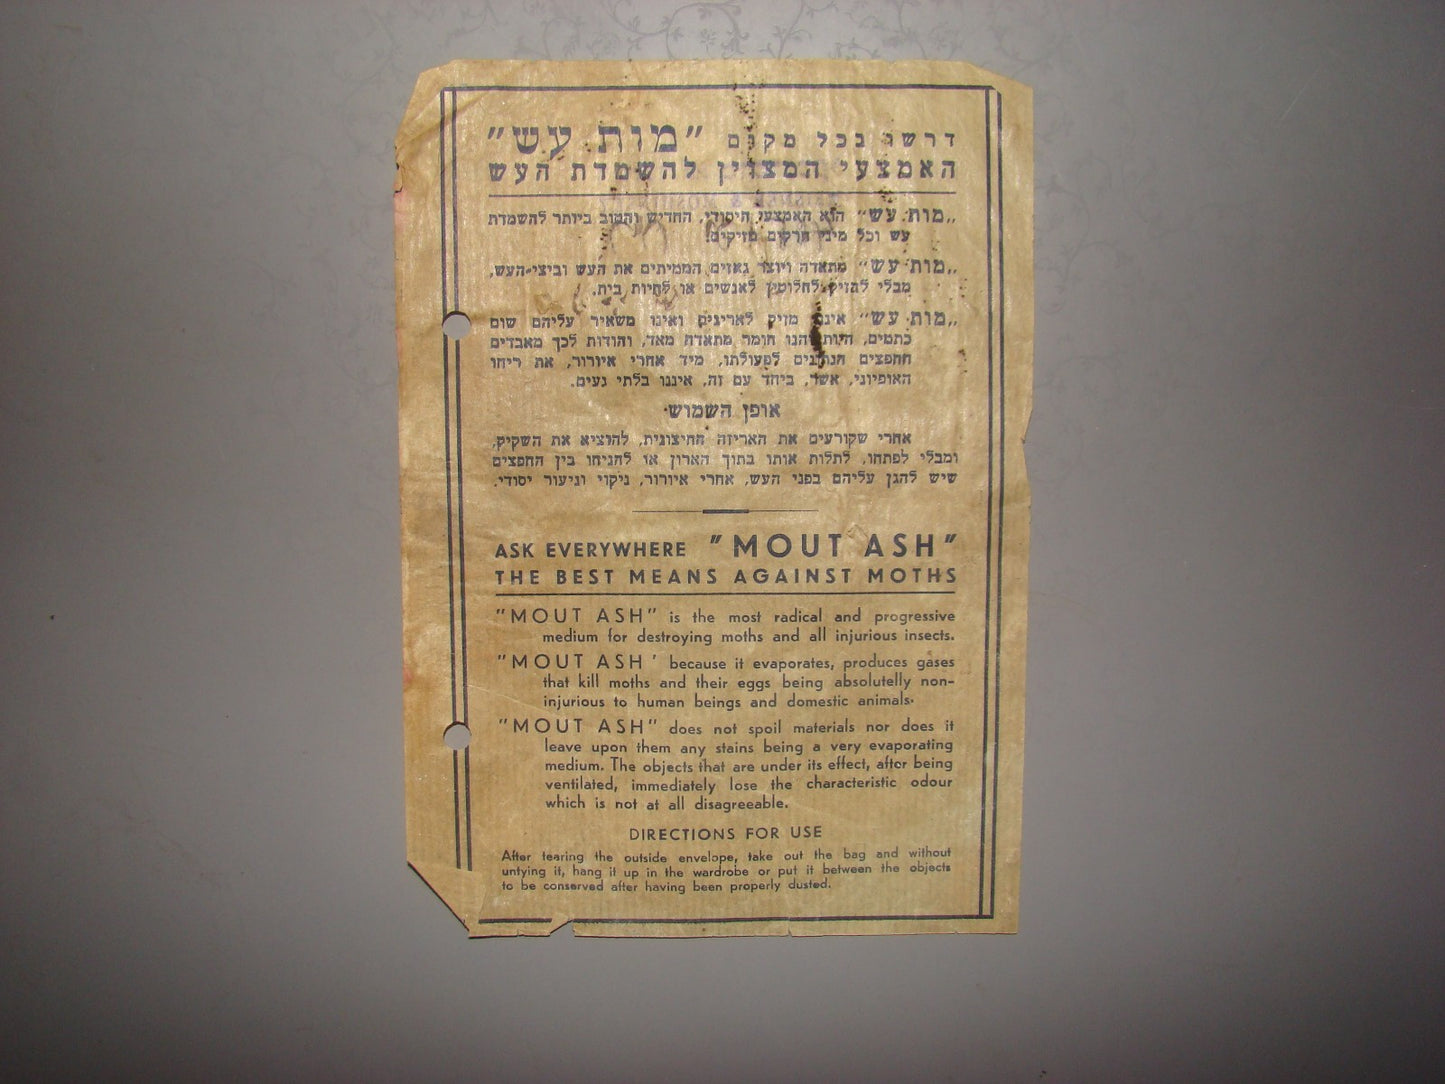 דרשו בכל מקום "מות עש"
האמצעי המצוין להשמדת העש
„מות עש" הוא האמצעי היסודי, החדיש והטוב ביותר להשמדת
עש וכל מיני חרקים מזיקים.
„מות עש" מתאדה ויוצר גאזים הממיתים את העש וביצי-העש,
מבלי להזיק לחלוטין לאנשים או לחיות בית.
„מות עש" אינו מזיק לאריגים ואינו משאיר עליהם שום
כתמים, היותו הנו חומר מתאדה מאד, והודות לכך מאבדים
החפצים הנתונים לפעולתו, מיד אחרי איורור, את ריחו
האופיוני, אשר, ביחד עם זה, איננו בלתי נעים.
אופן השמוש.
אחרי שקורעים את האריזה החיצונית, להוציא את השקיק,
ומבלי לפתחו, לתלות אותו בתוך הארון או להניחו בין החפצים
שיש להגן עליהם בפני העש, אחרי איורור, ניקוי וניעור יסודי.
ASK EVERYWHERE "MOUT ASH"
THE BEST MEANS AGAINST MOTHS
"MOUT ASH" is the most radical and progressive
medium for destroying moths and all injurious insects.
"MOUT ASH ' because it evaporates, produces gases
that kill moths and their eggs being absolutelly non-
injurious to human beings and domestic animals.
"MOUT ASH" does not spoil materials nor does it
leave upon them any stains being a very evaporating
medium. The objects that are under its effect, after being
ventilated, immediately lose the characteristic odour
which is not at all disagreeable.
DIRECTIONS FOR USE
After tearing the outside envelope, take out the bag and without
untying it, hang it up in the wardrobe or put it between the objects
to be conserved after having been properly dusted.